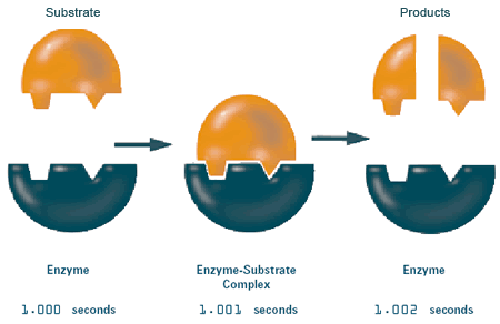 Substrate
Products
Enzyme
Enzyme-Substrate
Complex
Enzyme
1.000 seconds
1.001 seconds
1.002 seconds